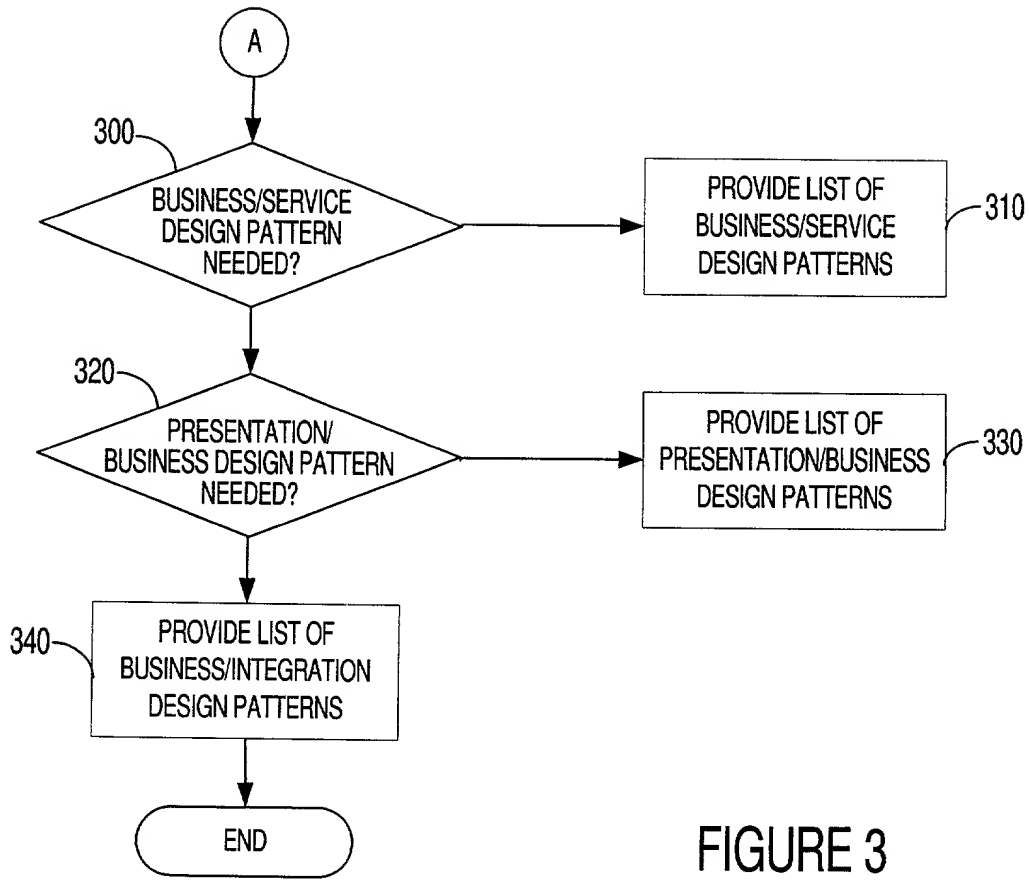 A
300
BUSINESS/SERVICE
DESIGN PATTERN
NEEDED?
PROVIDE LIST OF
BUSINESS/SERVICE
DESIGN PATTERNS
310
320
PRESENTATION/
BUSINESS DESIGN PATTERN
NEEDED?
PROVIDE LIST OF
PRESENTATION/BUSINESS
DESIGN PATTERNS
330
340
PROVIDE LIST OF
BUSINESS/INTEGRATION
DESIGN PATTERNS
END
FIGURE 3